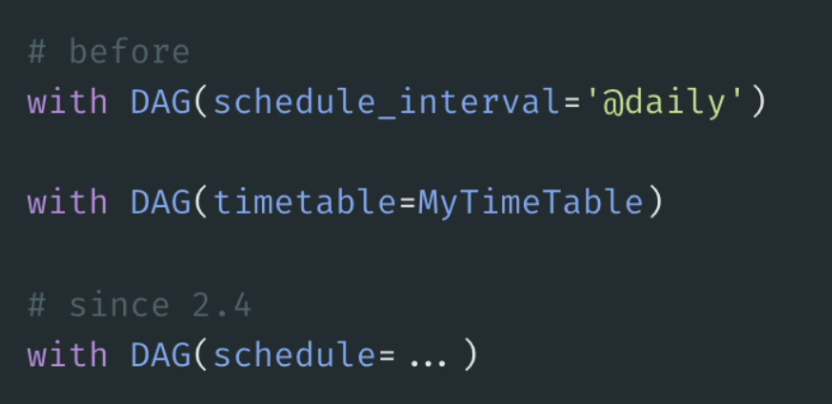 # before
with DAG(schedule_interval='@daily')
with DAG(timetable=MyTimeTable)
# since 2.4
with DAG(schedule= ... )